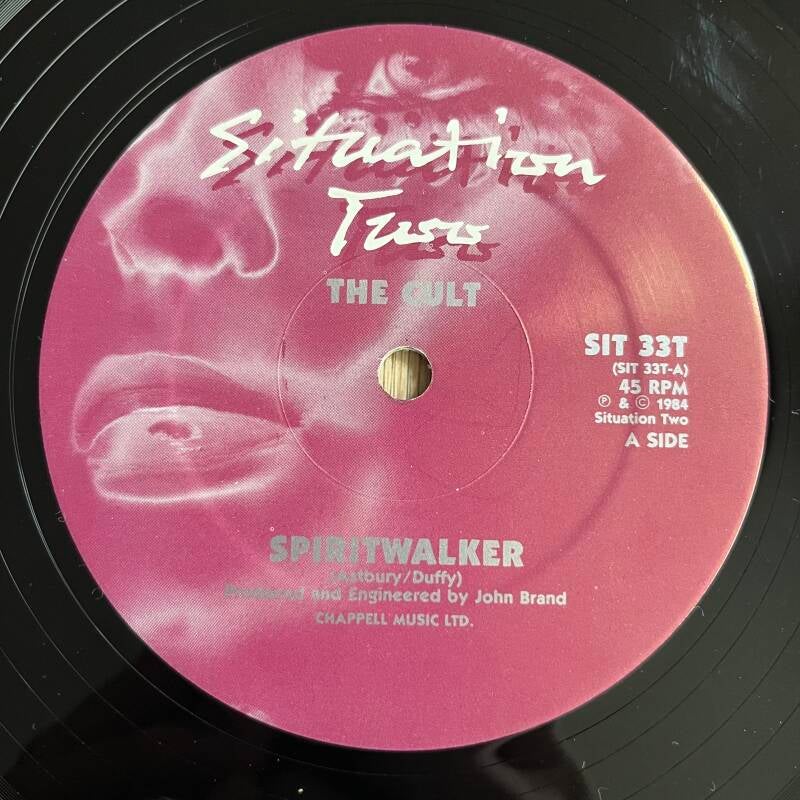 Situation
Two
THE CULT
SIT 33T
(SIT 33T-A)
45 RPM
℗ & © 1984
Situation Two
A SIDE
SPIRITWALKER
(Astbury/Duffy)
Produced and Engineered by John Brand
CHAPPELL MUSIC LTD.